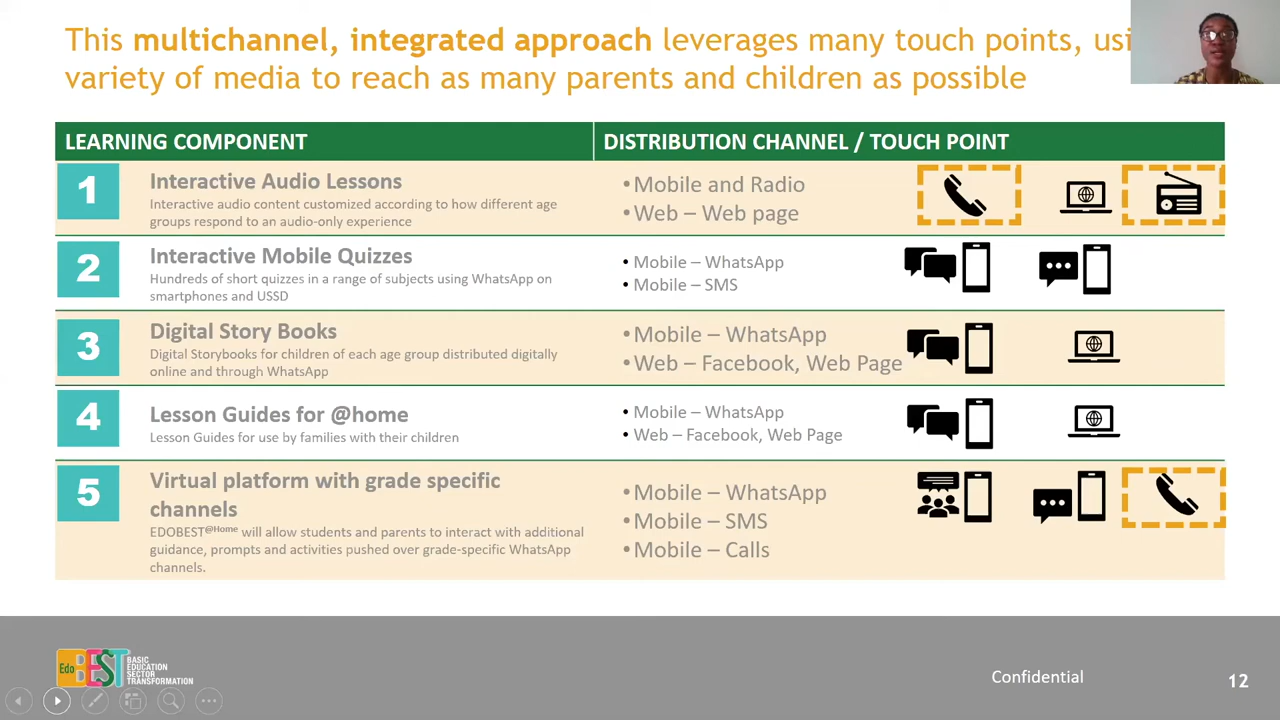 This multichannel, integrated approach leverages many touch points,
variety of media to reach as many parents and children as possible
LEARNING COMPONENT
DISTRIBUTION CHANNEL / TOUCH POINT
1
Interactive Audio Lessons
Interactive audio content customized according to how different age
groups respond to an audio-only experience
•Mobile and Radio
•Web – Web page
2
Interactive Mobile Quizzes
Hundreds of short quizzes in a range of subjects using WhatsApp on
smartphones and USSD
• Mobile – WhatsApp
• Mobile – SMS
3
Digital Story Books
Digital Storybooks for children of each age group distributed digitally
online and through WhatsApp
•Mobile – WhatsApp
•Web – Facebook, Web Page
4
Lesson Guides for @home
Lesson Guides for use by families with their children
• Mobile – WhatsApp
• Web – Facebook, Web Page
5
Virtual platform with grade specific
channels
EDOBEST@Home will allow students and parents to interact with additional
guidance, prompts and activities pushed over grade-specific WhatsApp
channels.
•Mobile – WhatsApp
•Mobile – SMS
•Mobile – Calls
Edo BEST
BASIC
EDUCATION
SECTOR
TRANSFORMATION
Confidential
12